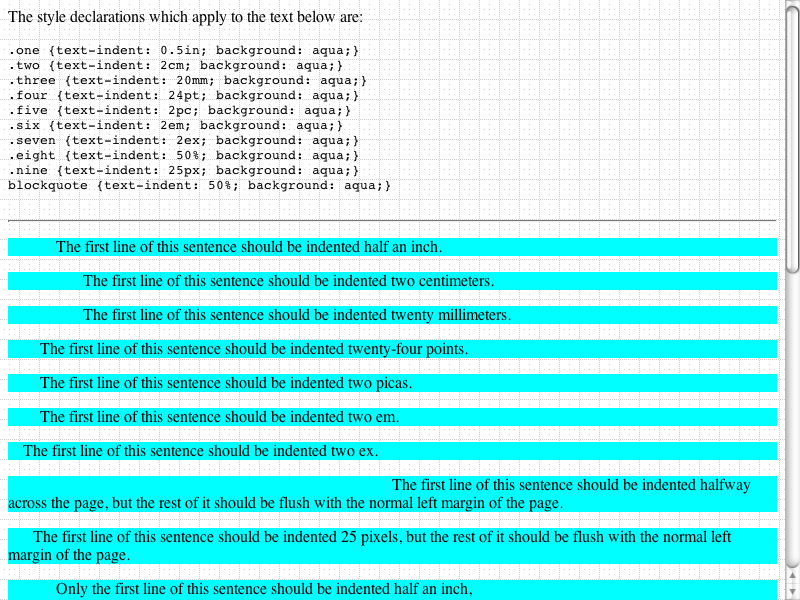 The style declarations which apply to the text below are:
.one {text-indent: 0.5in; background: aqua;}
.two {text-indent: 2cm; background: aqua;}
.three {text-indent: 20mm; background: aqua;}
.four {text-indent: 24pt; background: aqua;}
.five {text-indent: 2pc; background: aqua;}
.six {text-indent: 2em; background: aqua;}
.seven {text-indent: 2ex; background: aqua;}
.eight {text-indent: 50%; background: aqua;}
.nine {text-indent: 25px; background: aqua;}
blockquote {text-indent: 50%; background: aqua;}
The first line of this sentence should be indented half an inch.
The first line of this sentence should be indented two centimeters.
The first line of this sentence should be indented twenty millimeters.
The first line of this sentence should be indented twenty-four points.
The first line of this sentence should be indented two picas.
The first line of this sentence should be indented two em.
The first line of this sentence should be indented two ex.
The first line of this sentence should be indented halfway
across the page, but the rest of it should be flush with the normal left margin of the page.
The first line of this sentence should be indented 25 pixels, but the rest of it should be flush with the normal left
margin of the page.
Only the first line of this sentence should be indented half an inch,